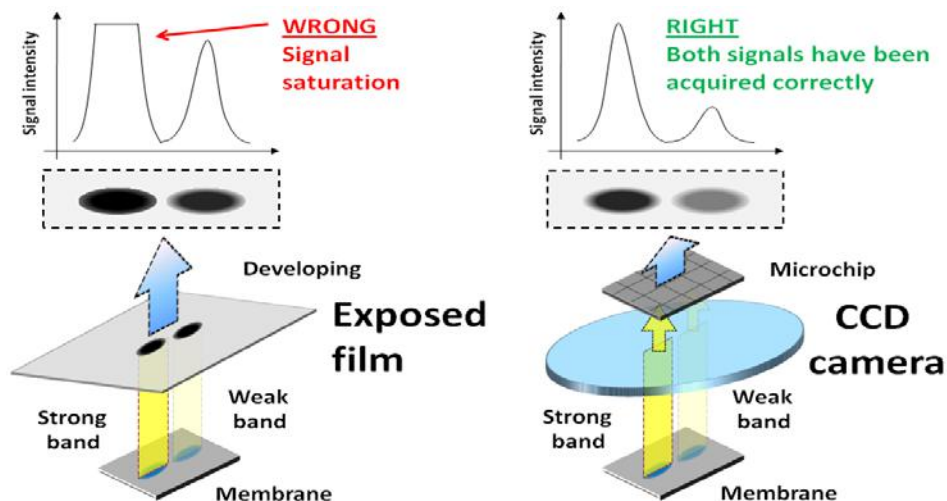 Signal intensity
WRONG
Signal
saturation
Developing
Exposed
film
Strong
band
Weak
band
Membrane
Signal intensity
RIGHT
Both signals have been
acquired correctly
Microchip
CCD
camera
Strong
band
Weak
band
Membrane